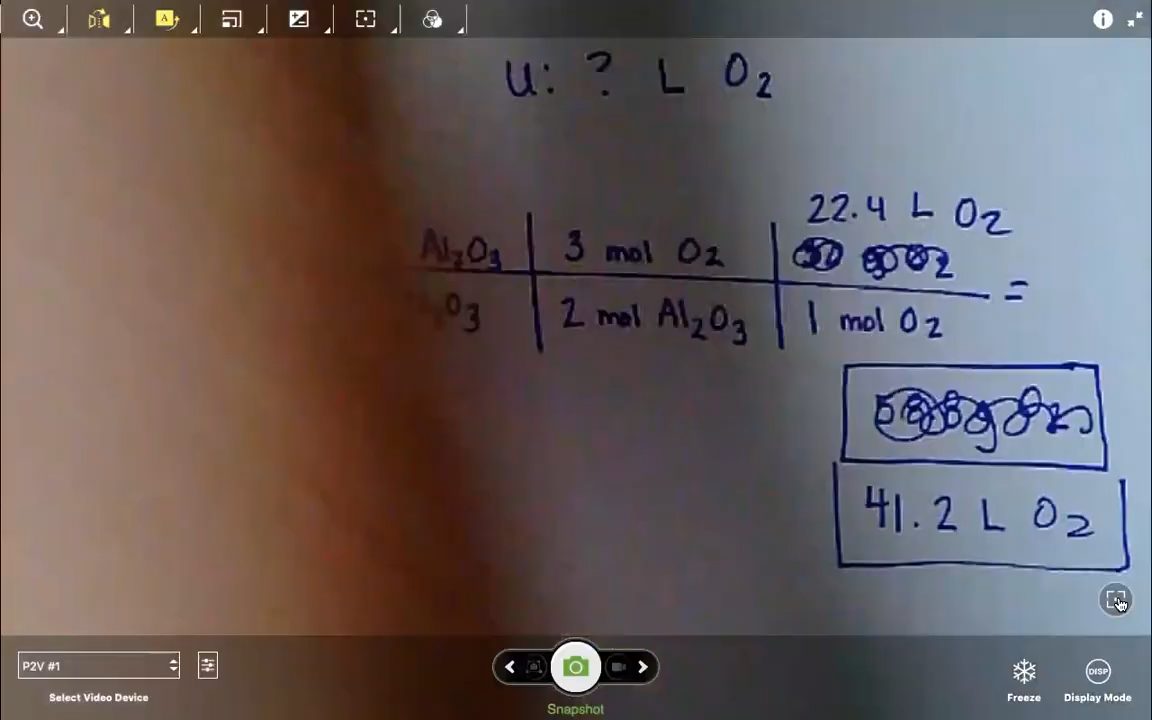 A
i
U: ? L O2
22.4 L O2
Al2O3 3 mol O2
O3 2 mol Al2O3 1 mol O2 =
41.2 L O2
P2V #1
Select Video Device
Snapshot
Freeze
DISP
Display Mode